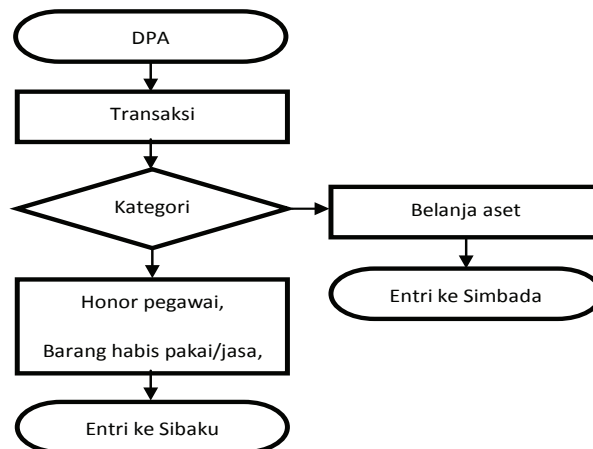 DPA
Transaksi
Kategori
Belanja aset
Honor pegawai,
Barang habis pakai/jasa,
Entri ke Simbada
Entri ke Sibaku